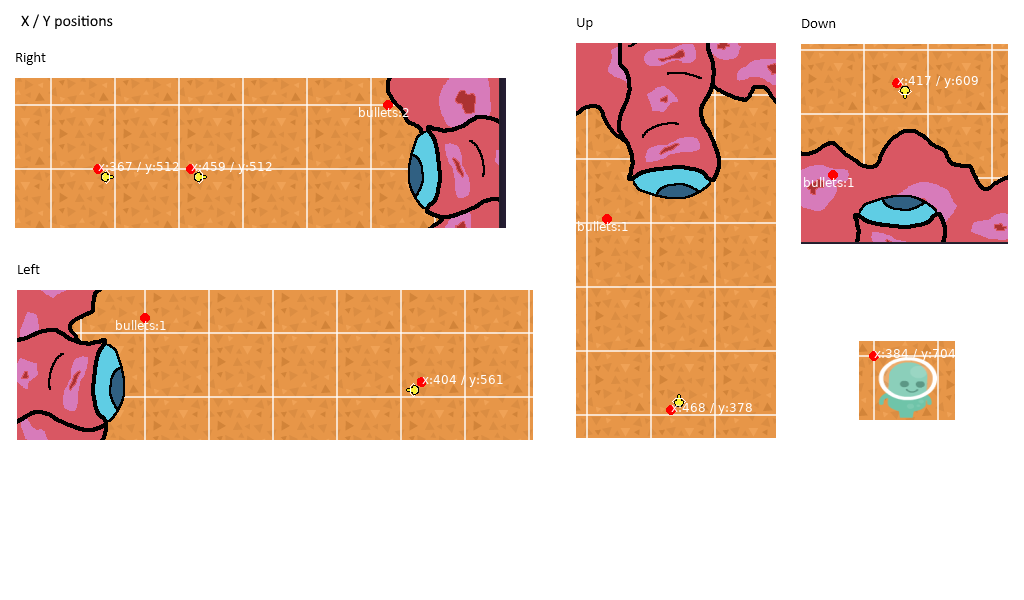 X / Y positions
Right
bullets:2
x:367 / y:512
x:459 / y:512
Left
bullets:1
x:404 / y:561
Up
bullets:1
x:468 / y:378
Down
x:417 / y:609
bullets:1
x:384 / y:704